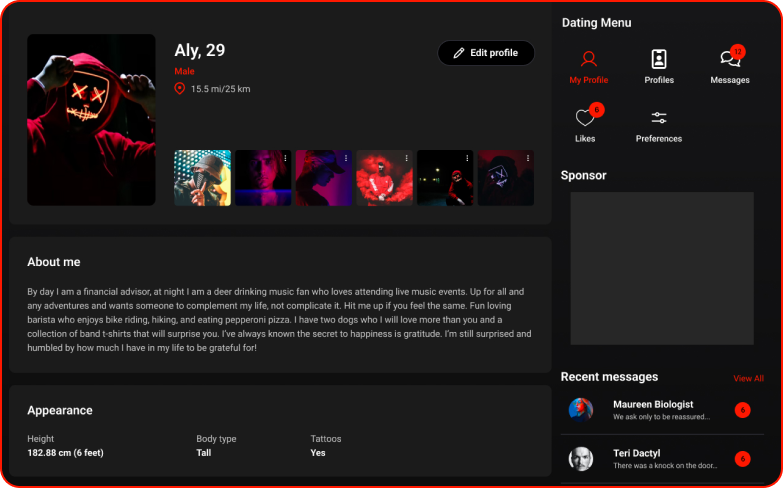 Aly, 29
Male
15.5 mi/25 km
Edit profile
About me
By day I am a financial advisor, at night I am a deer drinking music fan who loves attending live music events. Up for all and
any adventures and wants someone to complement my life, not complicate it. Hit me up if you feel the same. Fun loving
barista who enjoys bike riding, hiking, and eating pepperoni pizza. I have two dogs who I will love more than you and a
collection of band t-shirts that will surprise you. I've always known the secret to happiness is gratitude. I'm still surprised and
humbled by how much I have in my life to be grateful for!
Appearance
Height
182.88 cm (6 feet)
Body type
Tall
Tattoos
Yes
Dating Menu
My Profile
Profiles
12
Messages
6
Likes
Preferences
Sponsor
Recent messages
View All
Maureen Biologist
We ask only to be reassured...
6
Teri Dactyl
There was a knock on the door...
6